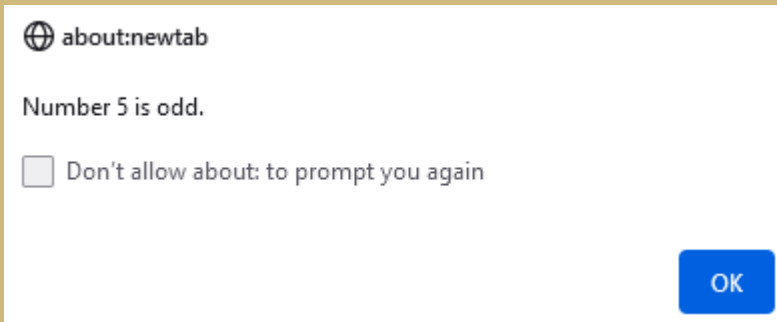 about:newtab
Number 5 is odd.
Don't allow about: to prompt you again
OK